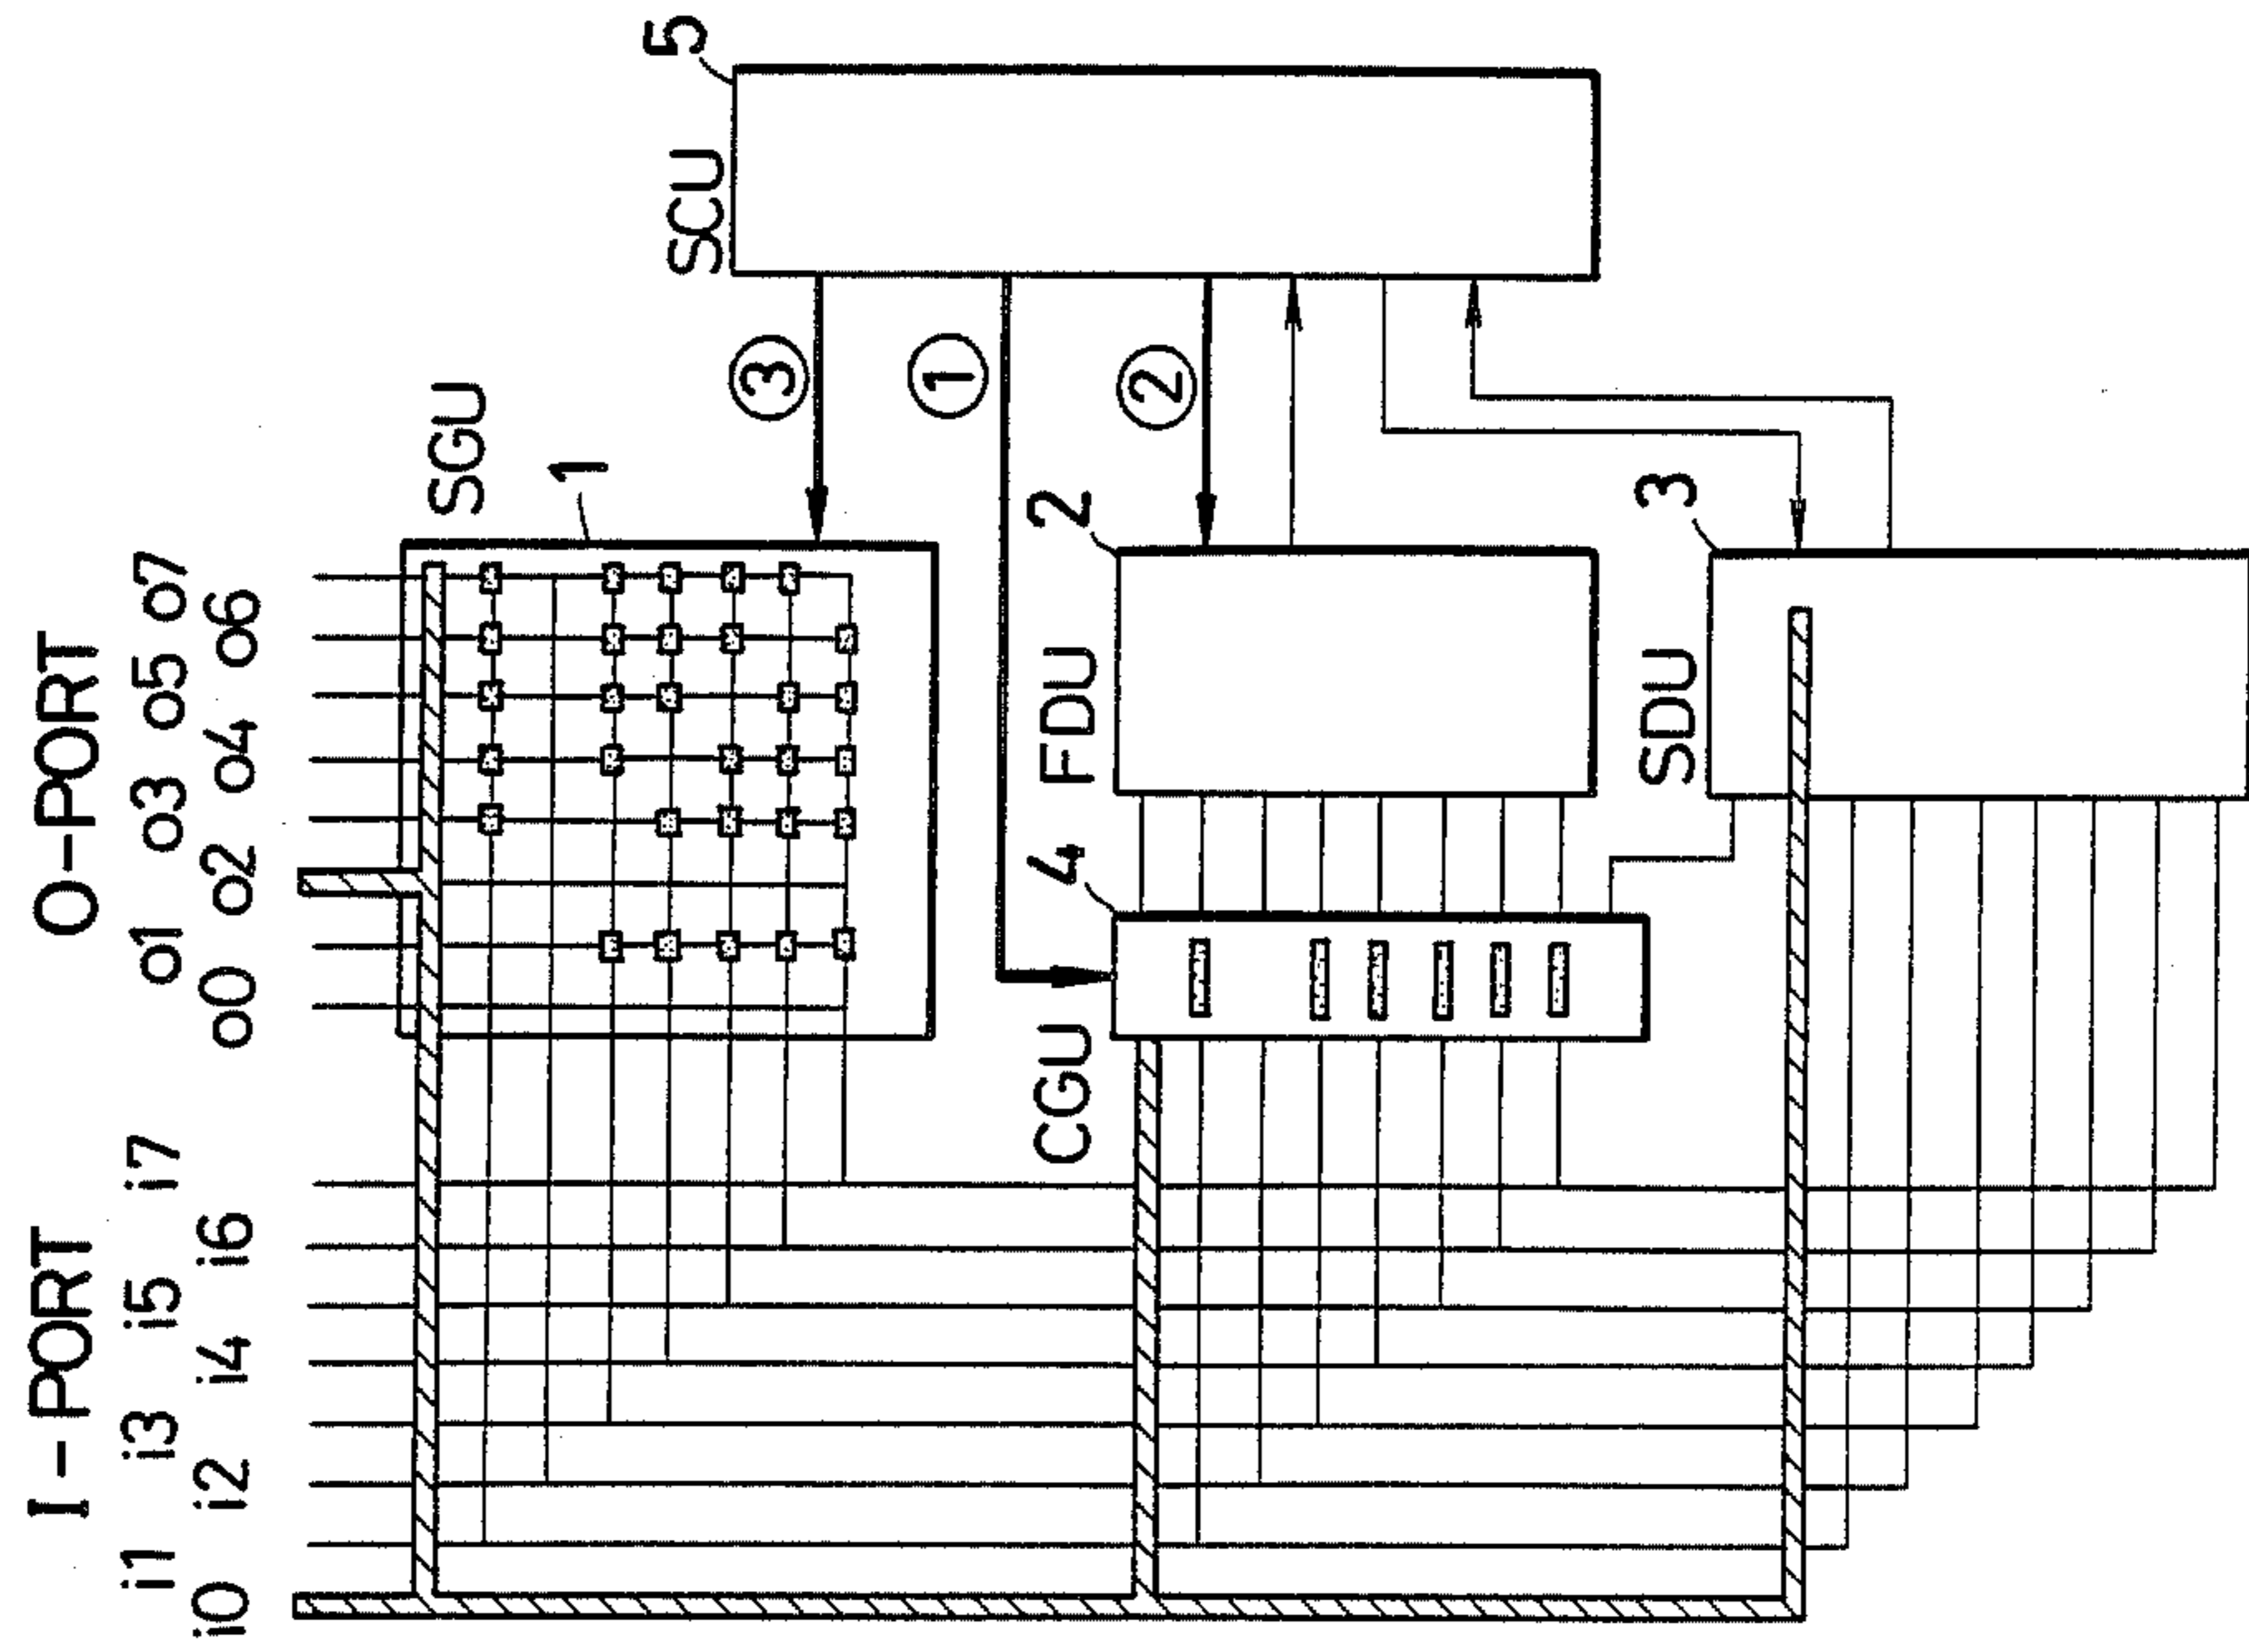 I-PORT
i0 i1 i2 i3 i4 i5 i6 i7
O-PORT
o0 o1 o2 o3 o4 o5 o6 o7
SGU
1
SCU
5
③
①
②
CGU
4
FDU
2
SDU
3